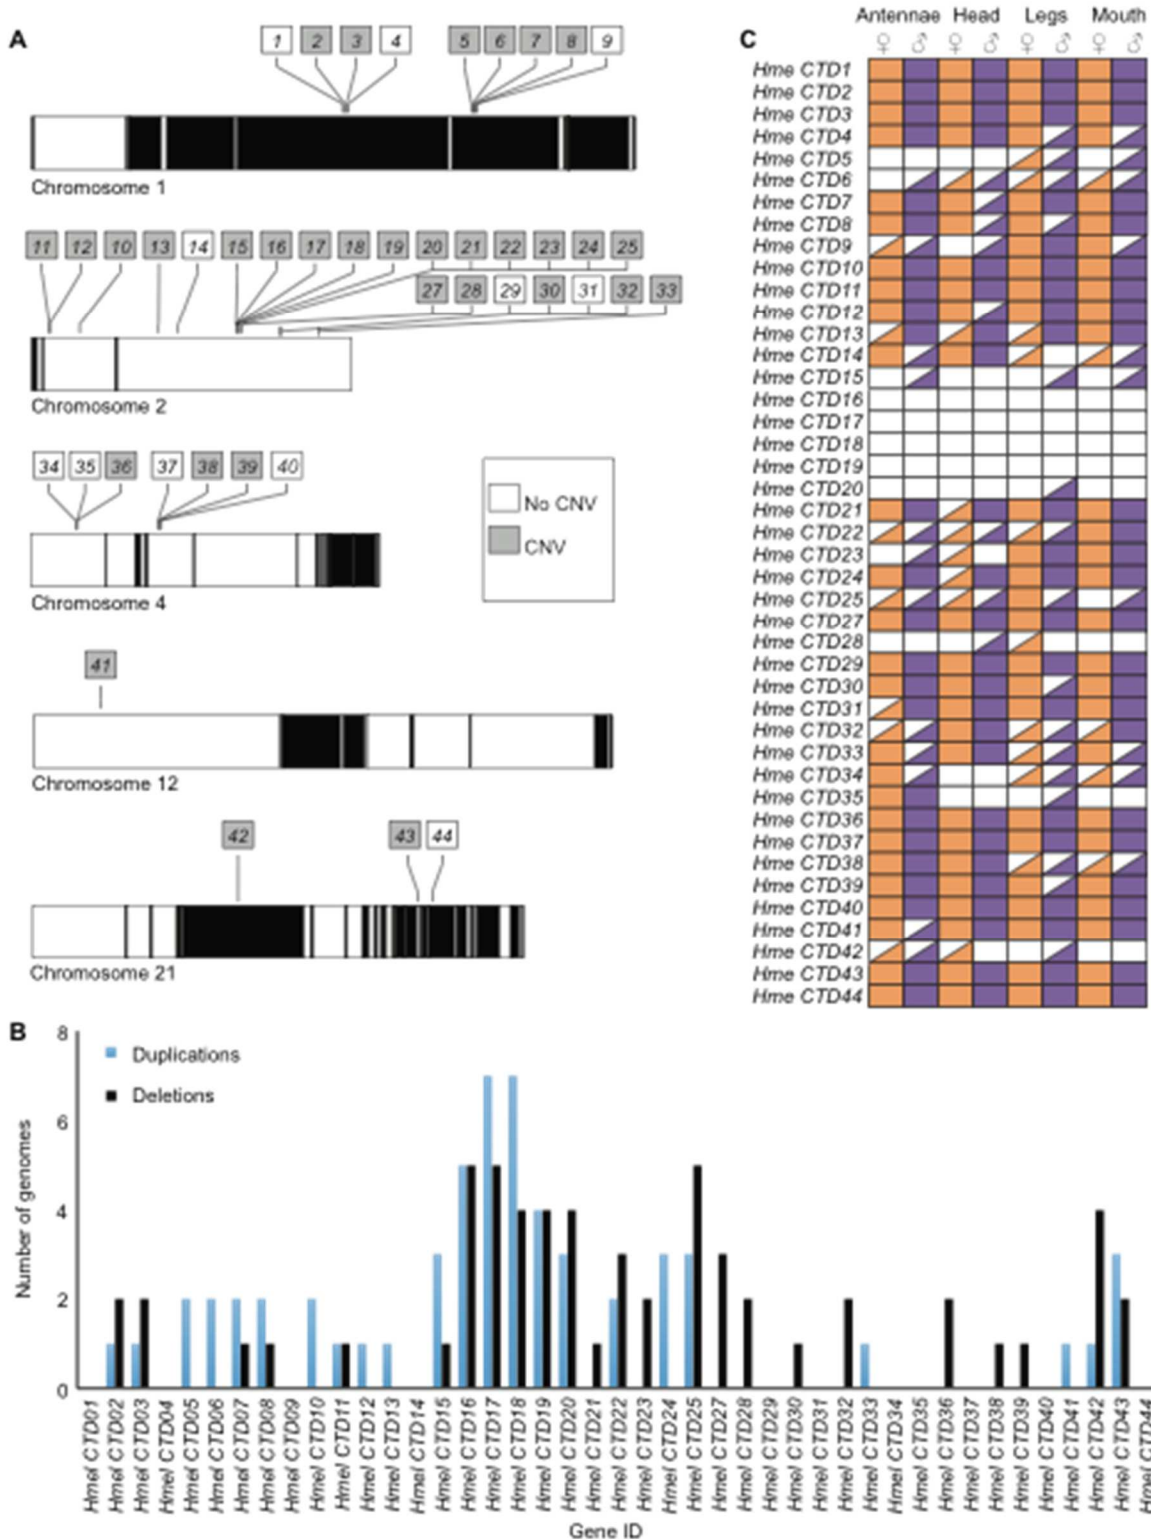 A
1 2 3 4 5 6 7 8 9
Chromosome 1
11 12 10 13 14 15 16 17 18 19 20 21 22 23 24 25
27 28 29 30 31 32 33
Chromosome 2
34 35 36 37 38 39 40
Chromosome 4
No CNV
CNV
41
Chromosome 12
42 43 44
Chromosome 21
C
Antennae Head Legs Mouth
♀ ♂ ♀ ♂ ♀ ♂ ♀ ♂
Hme CTD1
Hme CTD2
Hme CTD3
Hme CTD4
Hme CTD5
Hme CTD6
Hme CTD7
Hme CTD8
Hme CTD9
Hme CTD10
Hme CTD11
Hme CTD12
Hme CTD13
Hme CTD14
Hme CTD15
Hme CTD16
Hme CTD17
Hme CTD18
Hme CTD19
Hme CTD20
Hme CTD21
Hme CTD22
Hme CTD23
Hme CTD24
Hme CTD25
Hme CTD27
Hme CTD28
Hme CTD29
Hme CTD30
Hme CTD31
Hme CTD32
Hme CTD33
Hme CTD34
Hme CTD35
Hme CTD36
Hme CTD37
Hme CTD38
Hme CTD39
Hme CTD40
Hme CTD41
Hme CTD42
Hme CTD43
Hme CTD44
B
Duplications
Deletions
Number of genomes
8
6
4
2
0
Hmel CTD01
Hmel CTD02
Hmel CTD03
Hmel CTD04
Hmel CTD05
Hmel CTD06
Hmel CTD07
Hmel CTD08
Hmel CTD09
Hmel CTD10
Hmel CTD11
Hmel CTD12
Hmel CTD13
Hmel CTD14
Hmel CTD15
Hmel CTD16
Hmel CTD17
Hmel CTD18
Hmel CTD19
Hmel CTD20
Hmel CTD21
Hmel CTD22
Hmel CTD23
Hmel CTD24
Hmel CTD25
Hmel CTD27
Hmel CTD28
Hmel CTD29
Hmel CTD30
Hmel CTD31
Hmel CTD32
Hmel CTD33
Hmel CTD34
Hmel CTD35
Hmel CTD36
Hmel CTD37
Hmel CTD38
Hmel CTD39
Hmel CTD40
Hmel CTD41
Hmel CTD42
Hmel CTD43
Hmel CTD44
Gene ID